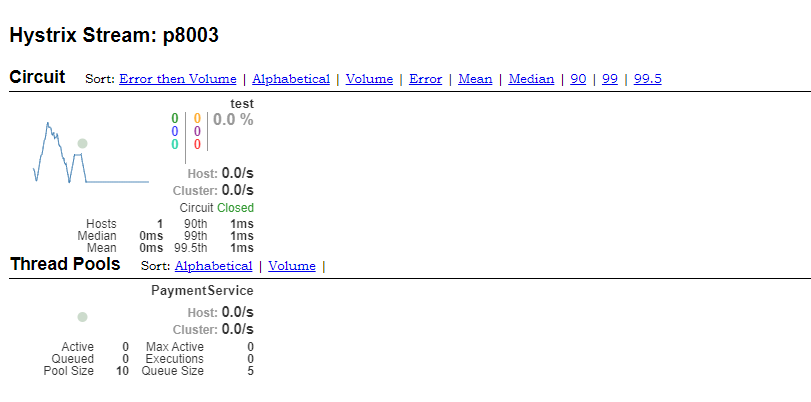 Hystrix Stream: p8003
Circuit Sort: Error then Volume | Alphabetical | Volume | Error | Mean | Median | 90 | 99 | 99.5
test
0 0 0.0 %
0 0
0 0
Host: 0.0/s
Cluster: 0.0/s
Circuit Closed
Hosts 1 90th 1ms
Median 0ms 99th 1ms
Mean 0ms 99.5th 1ms
Thread Pools Sort: Alphabetical | Volume |
PaymentService
Host: 0.0/s
Cluster: 0.0/s
Active 0 Max Active 0
Queued 0 Executions 0
Pool Size 10 Queue Size 5